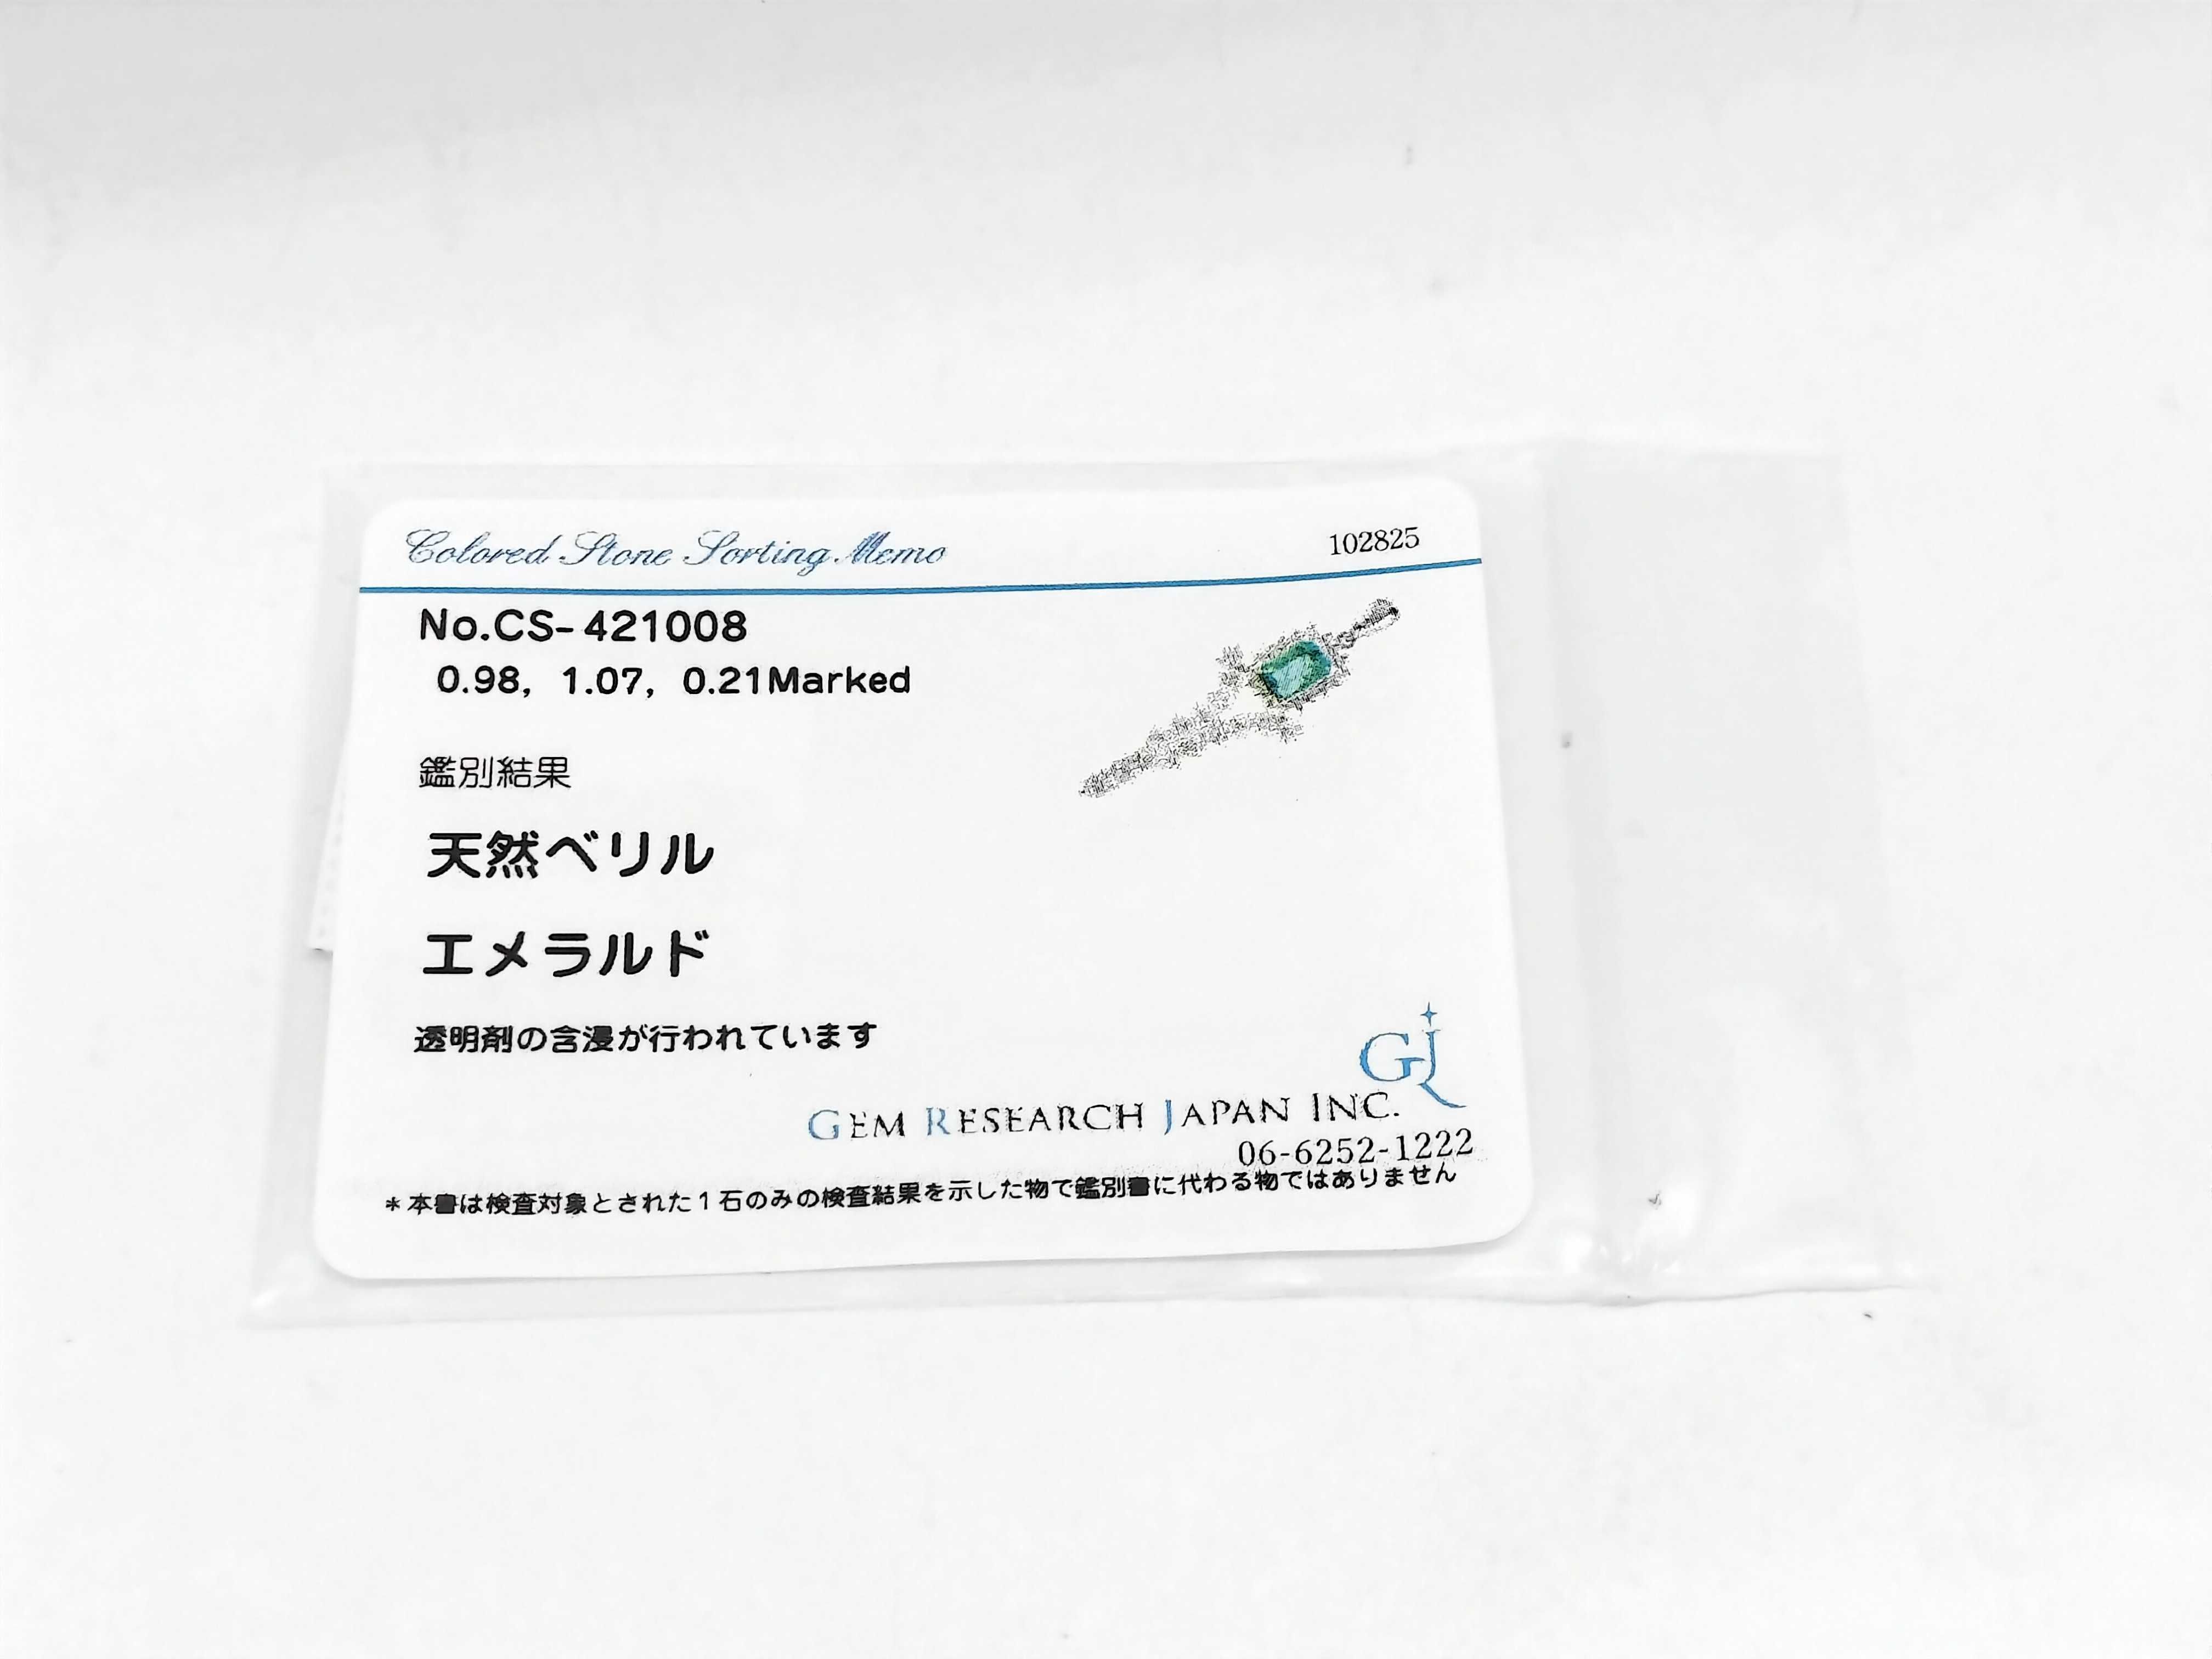 Colored Stone Sorting Memo
102825
No.CS-421008
0.98, 1.07, 0.21Marked
鑑別結果
天然ベリル
エメラルド
透明剤の含浸が行われています
GJ
GEM RESEARCH JAPAN INC.
06-6252-1222
*本書は検査対象とされた1石のみの検査結果を示した物で鑑別書に代わる物ではありません